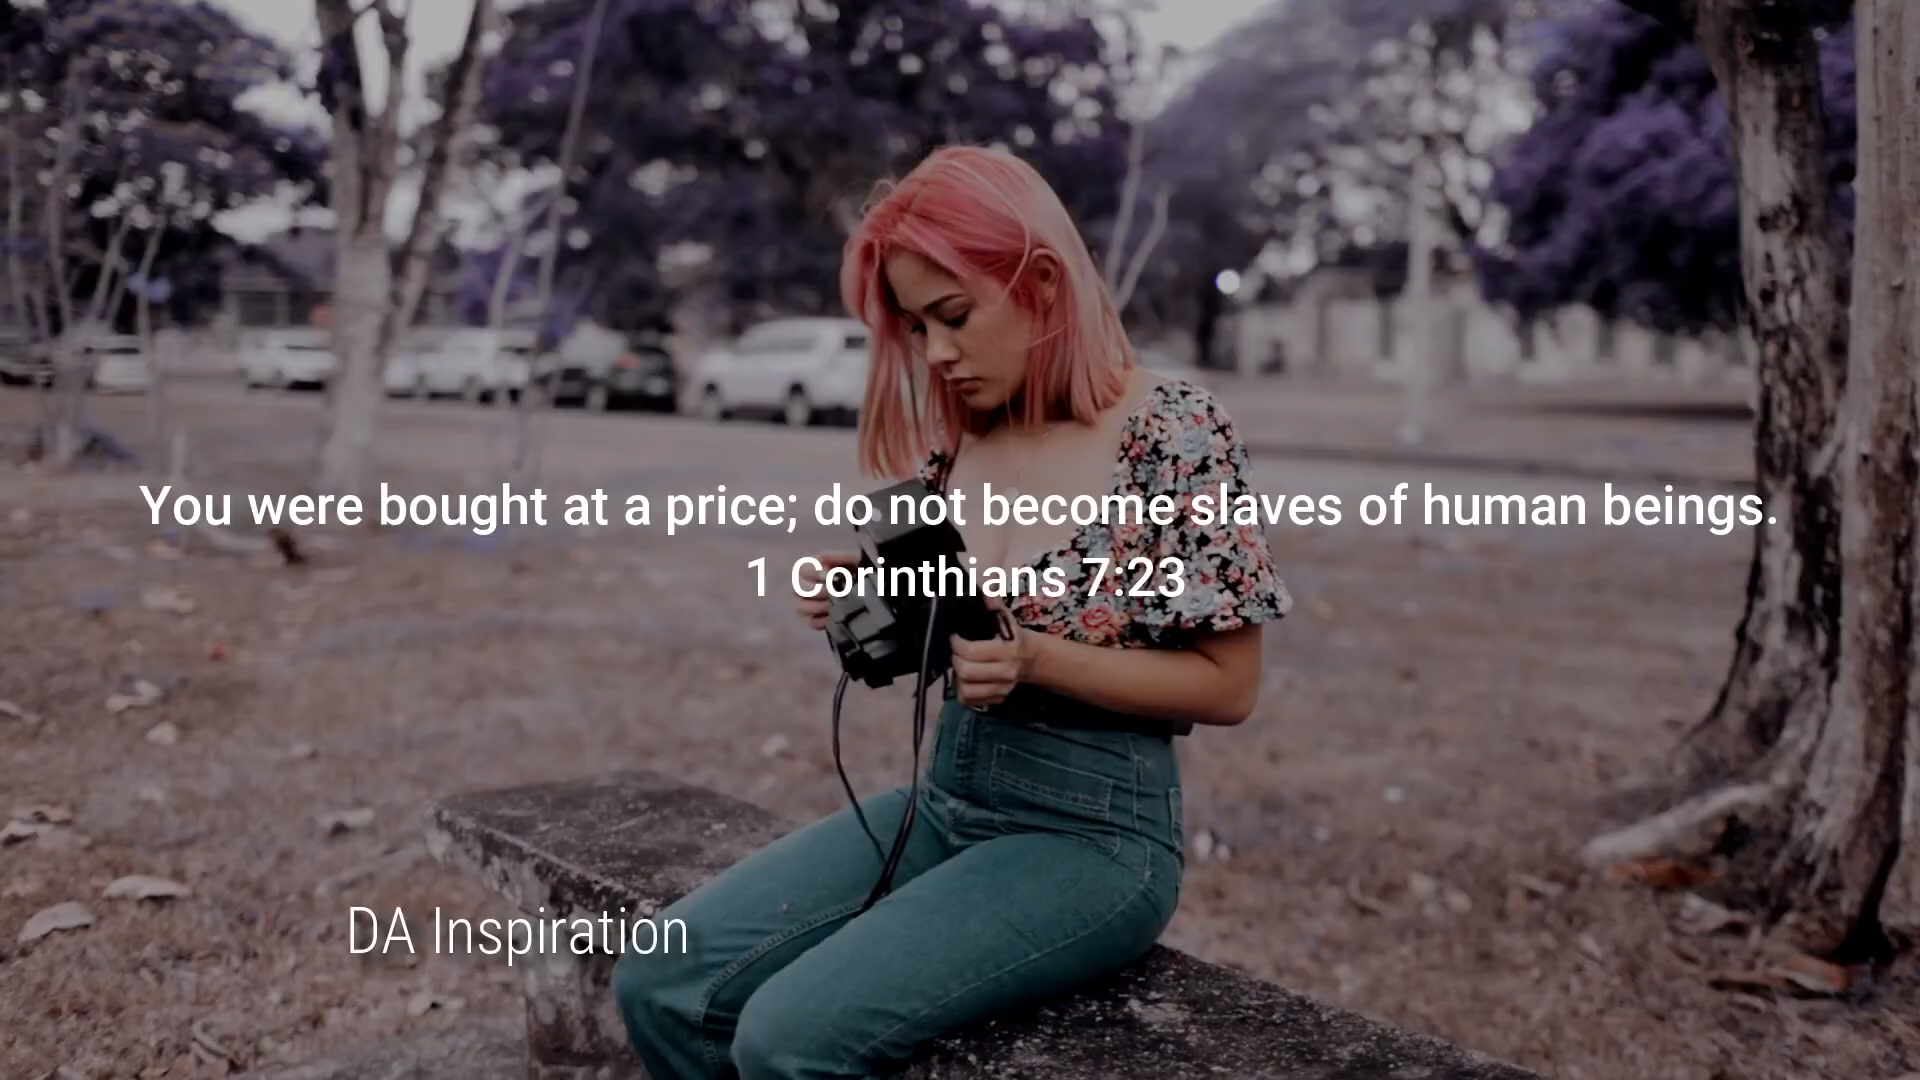 You were bought at a price; do not become slaves of human beings.
1 Corinthians 7:23
DA Inspiration